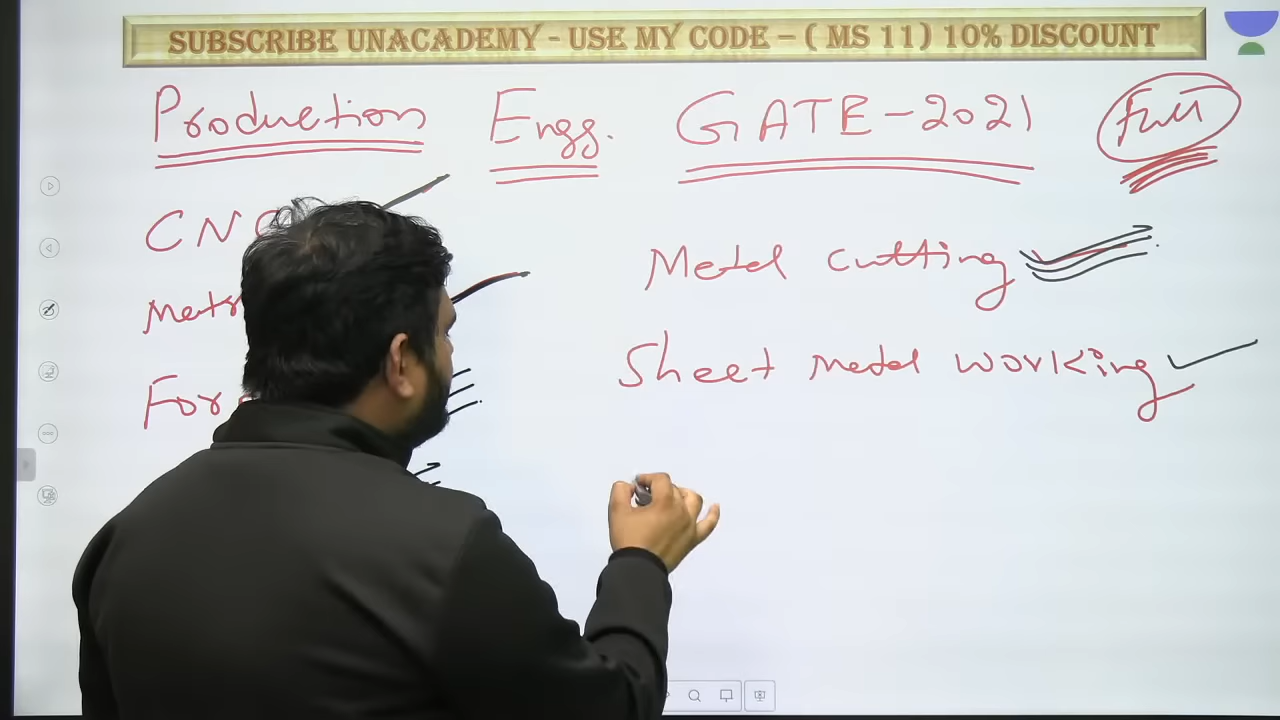 SUBSCRIBE UNACADEMY - USE MY CODE – ( MS 11) 10% DISCOUNT
Production Engg. GATE-2021 Full
Metal cutting
Sheet metal working